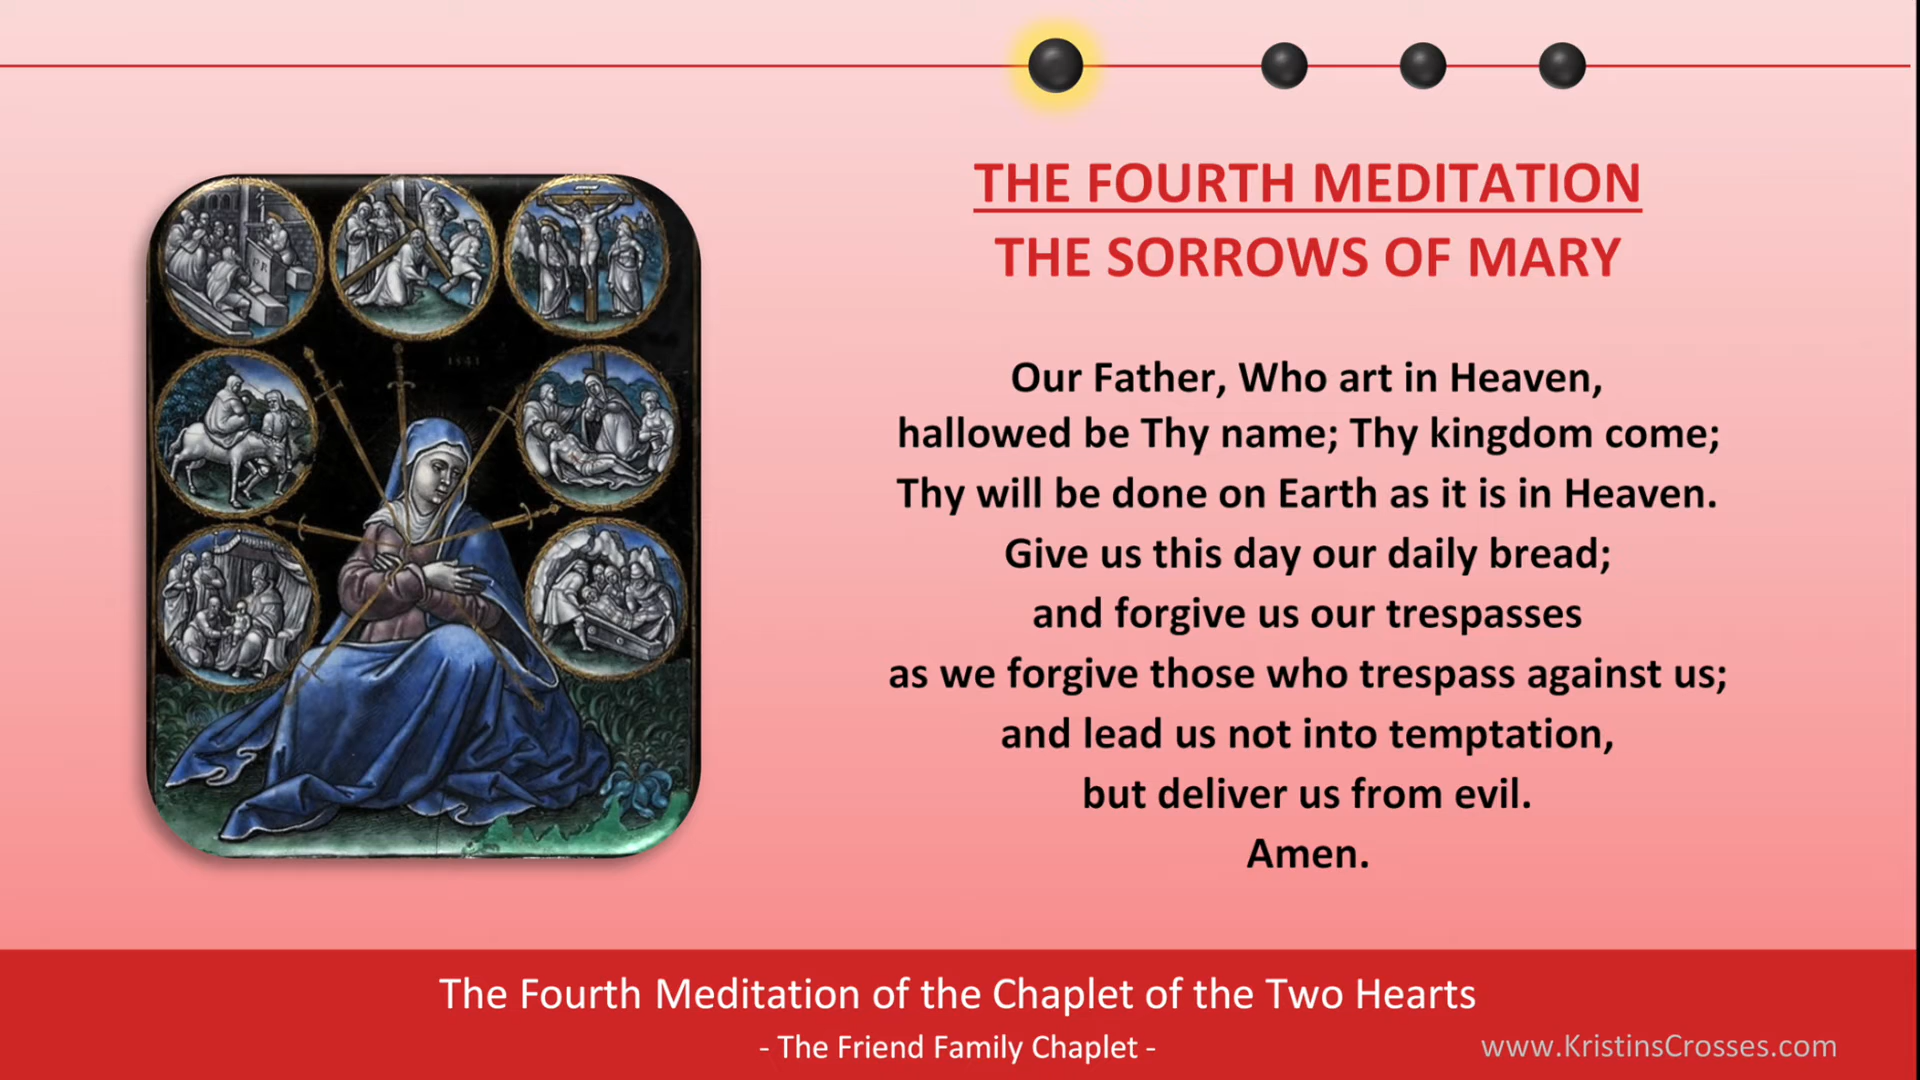 THE FOURTH MEDITATION
THE SORROWS OF MARY
Our Father, Who art in Heaven,
hallowed be Thy name; Thy kingdom come;
Thy will be done on Earth as it is in Heaven.
Give us this day our daily bread;
and forgive us our trespasses
as we forgive those who trespass against us;
and lead us not into temptation,
but deliver us from evil.
Amen.
The Fourth Meditation of the Chaplet of the Two Hearts
- The Friend Family Chaplet -
www.KristinsCrosses.com